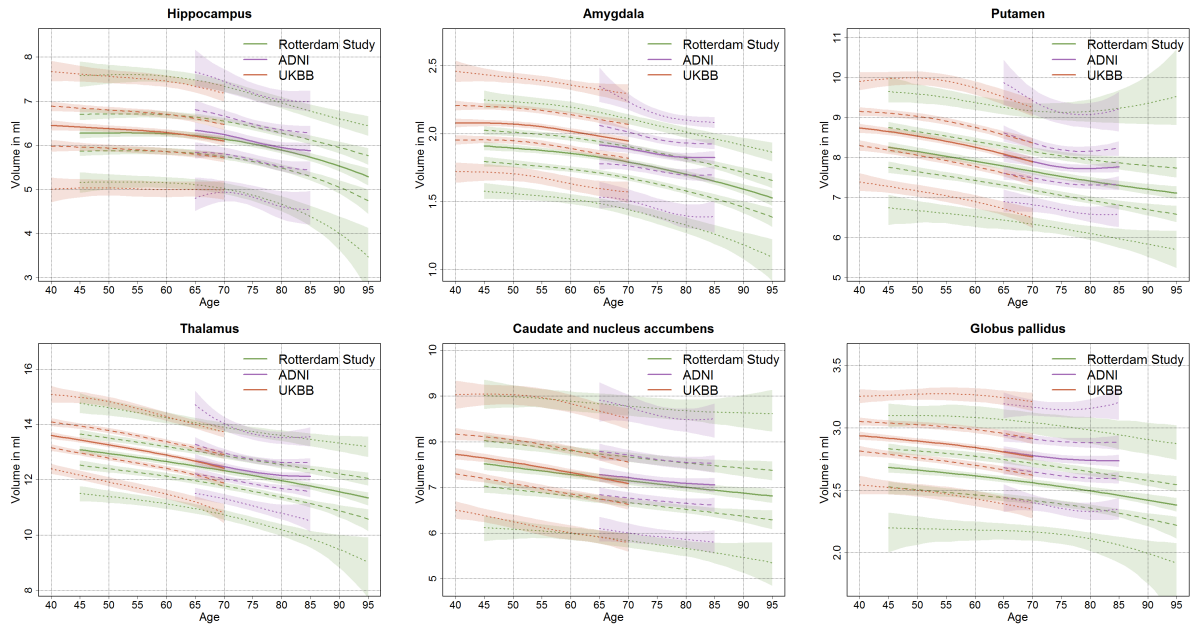 Hippocampus
Rotterdam Study
ADNI
UKBB
Volume in ml
8
7
6
5
4
3
40 45 50 55 60 65 70 75 80 85 90 95
Age
Amygdala
Rotterdam Study
ADNI
UKBB
Volume in ml
2.5
2.0
1.5
1.0
40 45 50 55 60 65 70 75 80 85 90 95
Age
Putamen
Rotterdam Study
ADNI
UKBB
Volume in ml
11
10
9
8
7
6
5
40 45 50 55 60 65 70 75 80 85 90 95
Age
Thalamus
Rotterdam Study
ADNI
UKBB
Volume in ml
16
14
12
10
8
40 45 50 55 60 65 70 75 80 85 90 95
Age
Caudate and nucleus accumbens
Rotterdam Study
ADNI
UKBB
Volume in ml
10
9
8
7
6
5
40 45 50 55 60 65 70 75 80 85 90 95
Age
Globus pallidus
Rotterdam Study
ADNI
UKBB
Volume in ml
3.5
3.0
2.5
2.0
40 45 50 55 60 65 70 75 80 85 90 95
Age